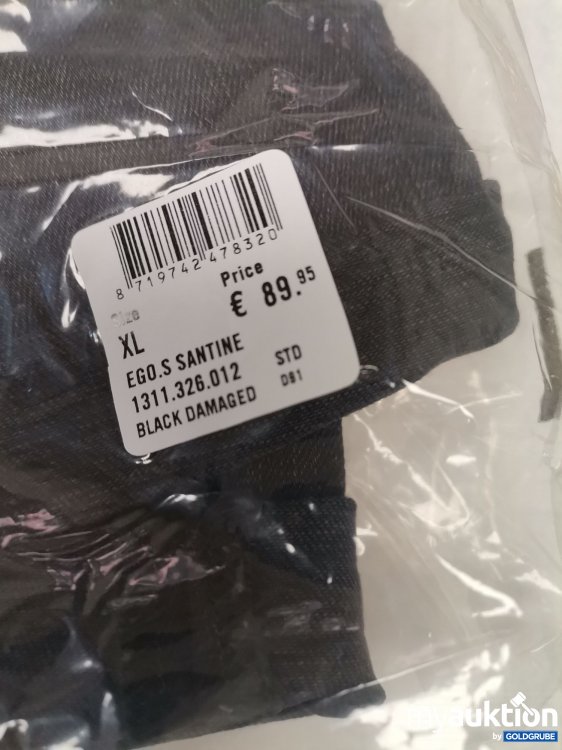 8 719742 478320
Price
€ 89.95
Size
XL
EGO.S SANTINE
1311.326.012 STD
BLACK DAMAGED D81
myauktion
by GOLDGRUBE